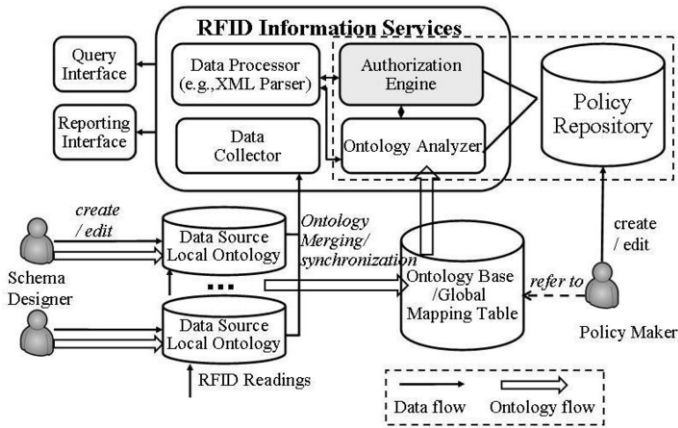 RFID Information Services
Query
Interface
Reporting
Interface
Data Processor
(e.g.,XML Parser)
Authorization
Engine
Data
Collector
Ontology Analyzer
Policy
Repository
create
/ edit
Schema
Designer
Data Source
Local Ontology
...
Data Source
Local Ontology
RFID Readings
Ontology
Merging/
synchronization
Ontology Base
/Global
Mapping Table
refer to
create
/ edit
Policy Maker
Data flow
Ontology flow